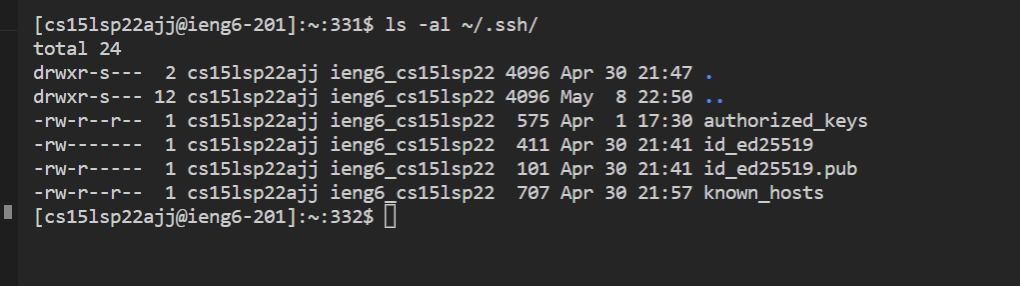 [cs15lsp22ajj@ieng6-201]:~:331$ ls -al ~/.ssh/
total 24
drwxr-s---  2 cs15lsp22ajj ieng6_cs15lsp22 4096 Apr 30 21:47 .
drwxr-s--- 12 cs15lsp22ajj ieng6_cs15lsp22 4096 May  8 22:50 ..
-rw-r--r--  1 cs15lsp22ajj ieng6_cs15lsp22  575 Apr  1 17:30 authorized_keys
-rw-------  1 cs15lsp22ajj ieng6_cs15lsp22  411 Apr 30 21:41 id_ed25519
-rw-r-----  1 cs15lsp22ajj ieng6_cs15lsp22  101 Apr 30 21:41 id_ed25519.pub
-rw-r--r--  1 cs15lsp22ajj ieng6_cs15lsp22  707 Apr 30 21:57 known_hosts
[cs15lsp22ajj@ieng6-201]:~:332$